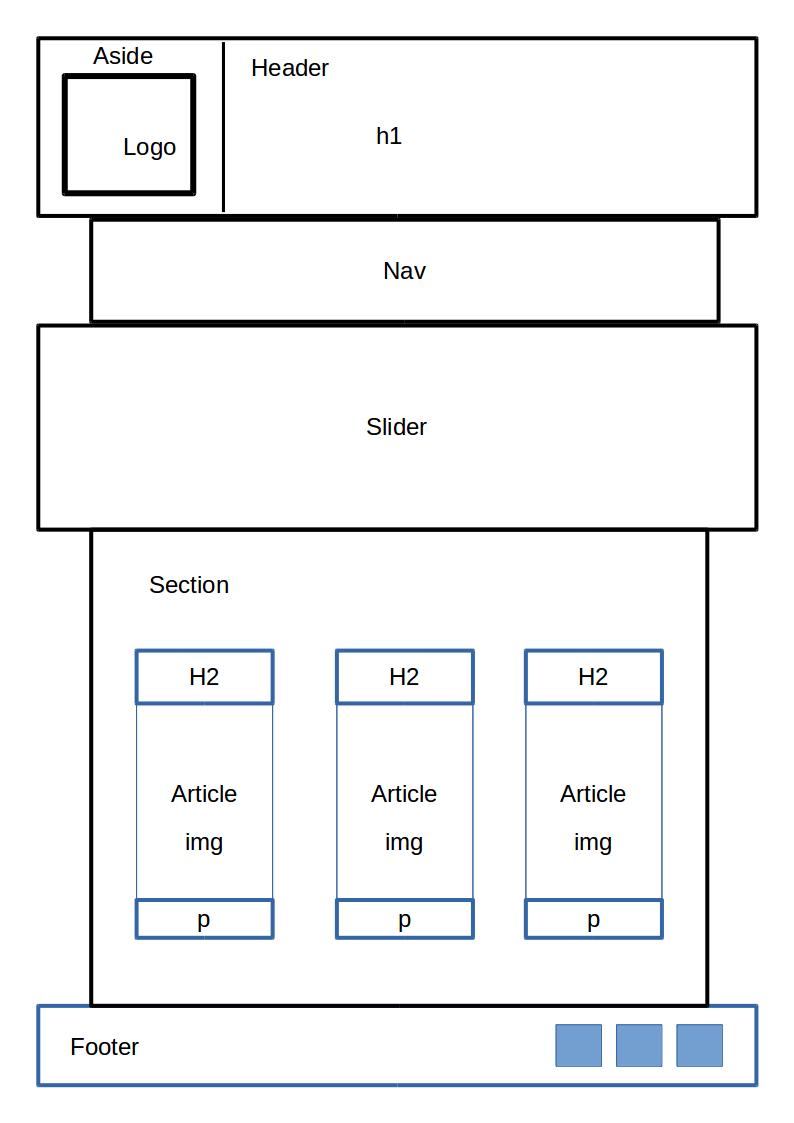 Aside
Header
Logo
h1
Nav
Slider
Section
H2
H2
H2
Article
img
Article
img
Article
img
p
p
p
Footer